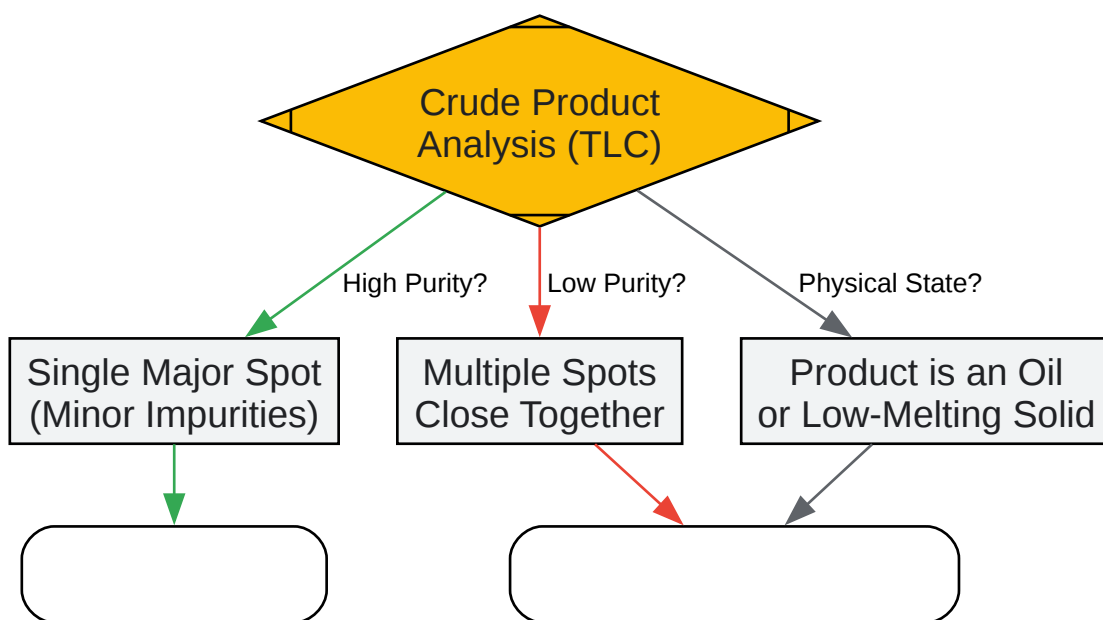 Crude Product
Analysis (TLC)
High Purity?
Low Purity?
Physical State?
Single Major Spot
(Minor Impurities)
Multiple Spots
Close Together
Product is an Oil
or Low-Melting Solid